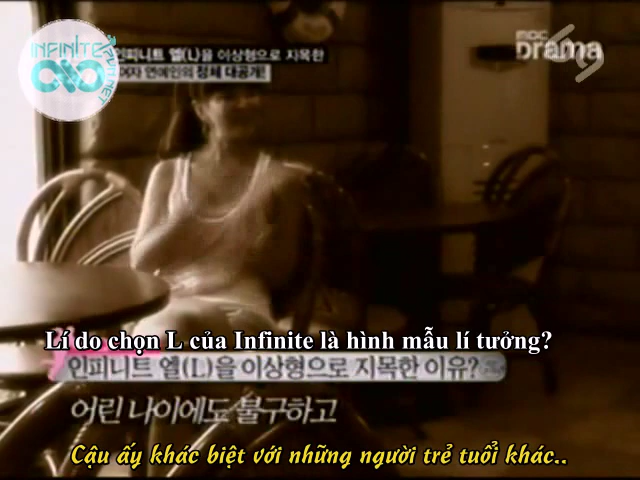 INFINITE
인피니트 엘(L)을 이상형으로 지목한
여자 연예인의 정체 대공개!
mbc
Drama
Lí do chọn L của Infinite là hình mẫu lí tưởng?
인피니트 엘(L)을 이상형으로 지목한 이유?
어린 나이에도 불구하고
Cậu ấy khác biệt với những người trẻ tuổi khác..